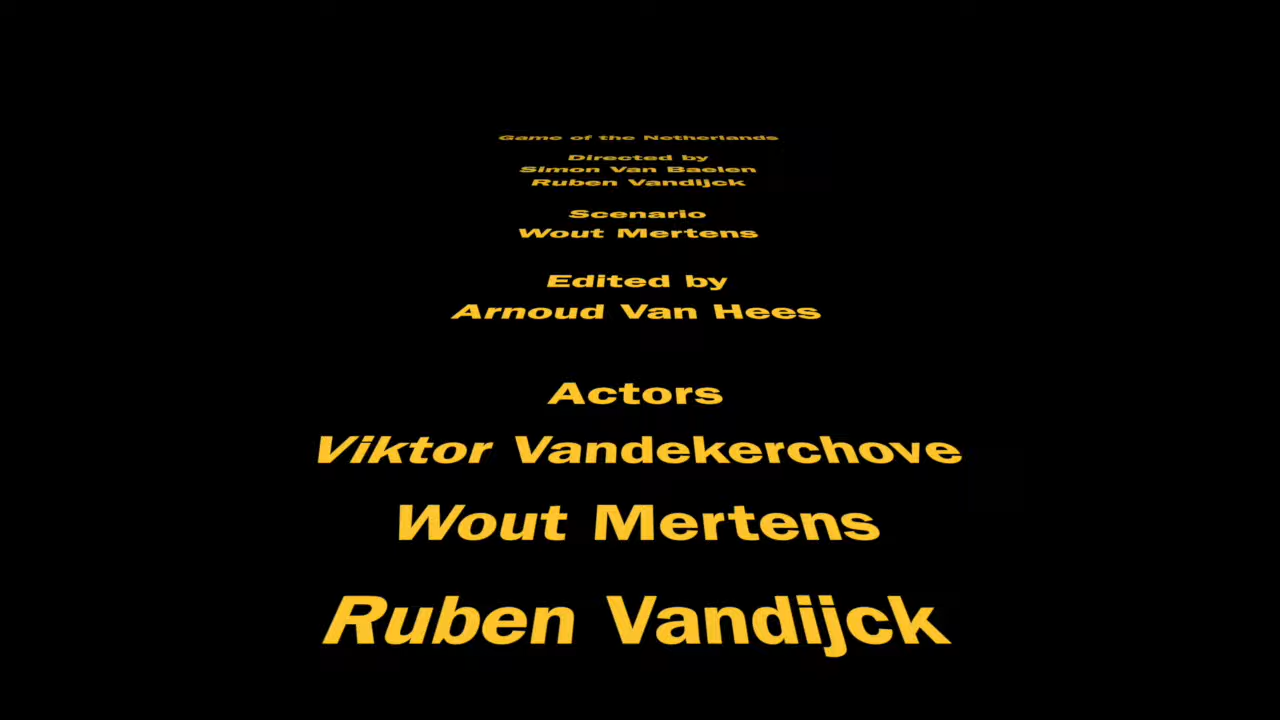 Game of the Netherlands
Directed by
Simon Van Baelen
Ruben Vandijck
Scenario
Wout Mertens
Edited by
Arnoud Van Hees
Actors
Viktor Vandekerchove
Wout Mertens
Ruben Vandijck